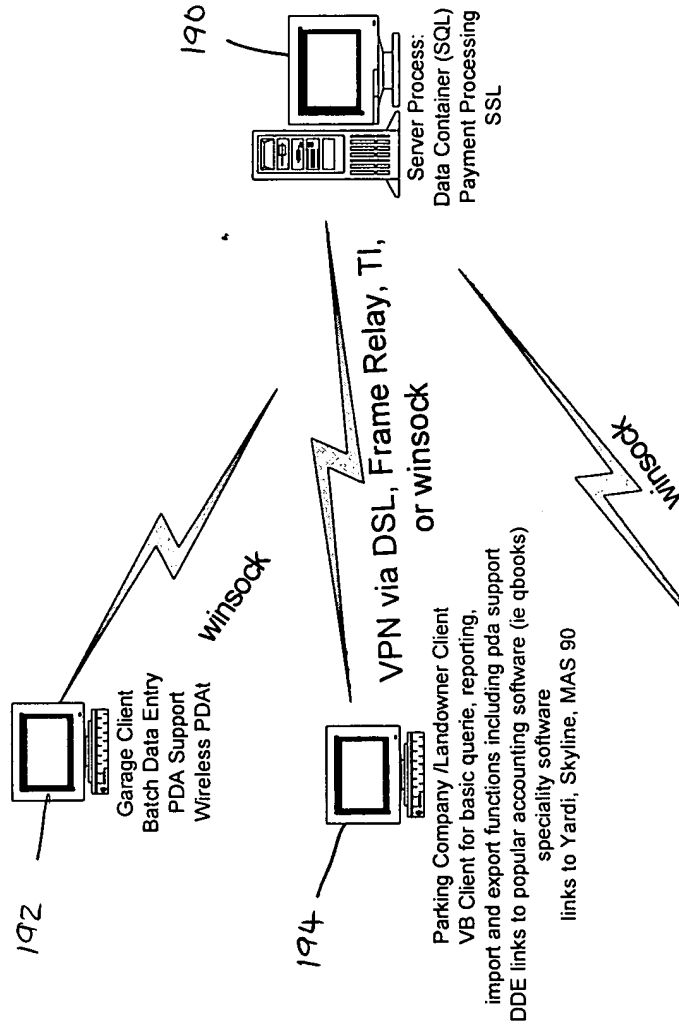 192
Garage Client
Batch Data Entry
PDA Support
Wireless PDAt
winsock
190
Server Process:
Data Container (SQL)
Payment Processing
SSL
194
Parking Company /Landowner Client
VB Client for basic querie, reporting,
import and export functions including pda support
DDE links to popular accounting software (ie qbooks)
speciality software
links to Yardi, Skyline, MAS 90
VPN via DSL, Frame Relay, TI,
or winsock
winsock